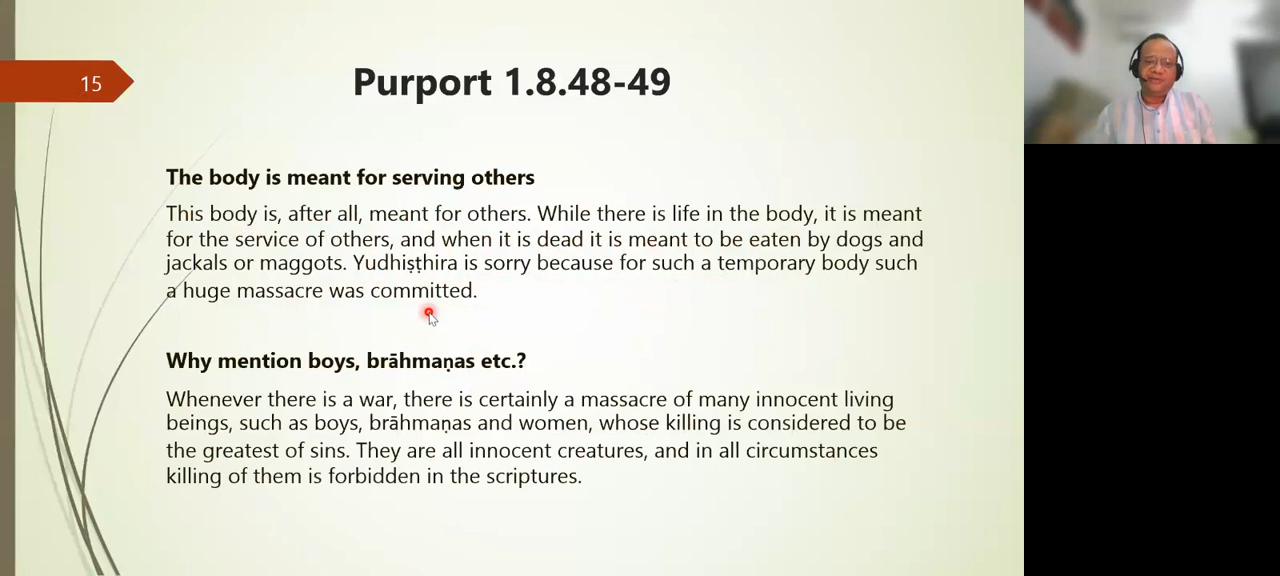 15
Purport 1.8.48-49
The body is meant for serving others
This body is, after all, meant for others. While there is life in the body, it is meant
for the service of others, and when it is dead it is meant to be eaten by dogs and
jackals or maggots. Yudhiṣṭhira is sorry because for such a temporary body such
a huge massacre was committed.
Why mention boys, brāhmaṇas etc.?
Whenever there is a war, there is certainly a massacre of many innocent living
beings, such as boys, brāhmaṇas and women, whose killing is considered to be
the greatest of sins. They are all innocent creatures, and in all circumstances
killing of them is forbidden in the scriptures.